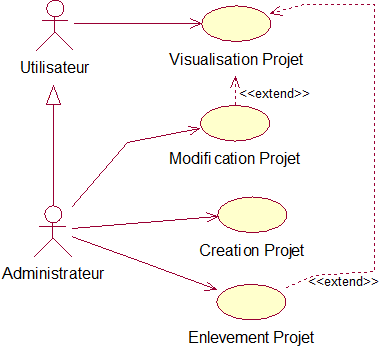 Utilisateur
Visualisation Projet
<<extend>>
Modification Projet
Creation Projet
Administrateur
<<extend>>
Enlevement Projet